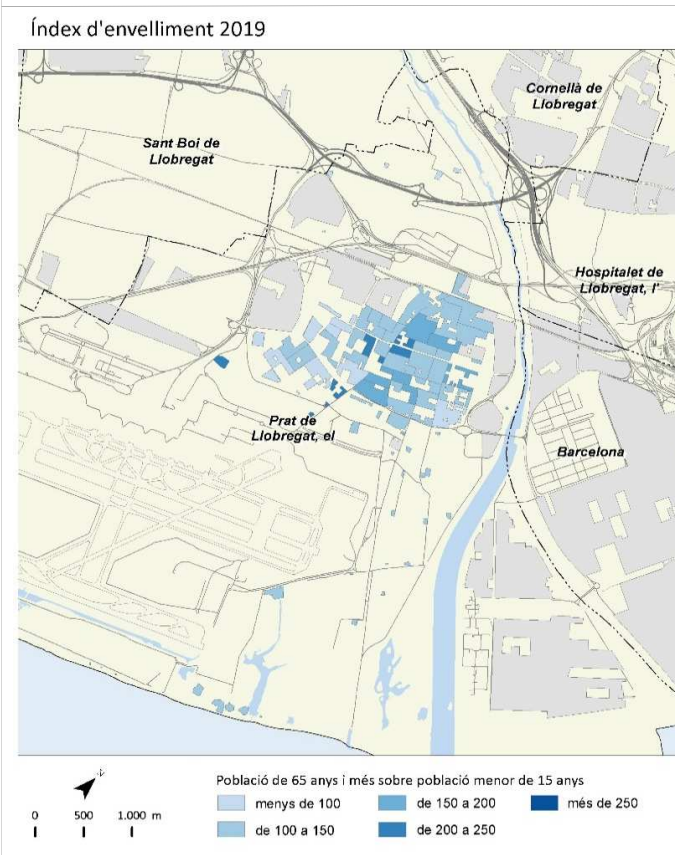 Índex d'envelliment 2019
Cornellà de
Llobregat
Sant Boi de
Llobregat
Hospitalet de
Llobregat, l'
Prat de
Llobregat, el
Barcelona
Població de 65 anys i més sobre població menor de 15 anys
menys de 100
de 150 a 200
més de 250
de 100 a 150
de 200 a 250
0 500 1.000 m